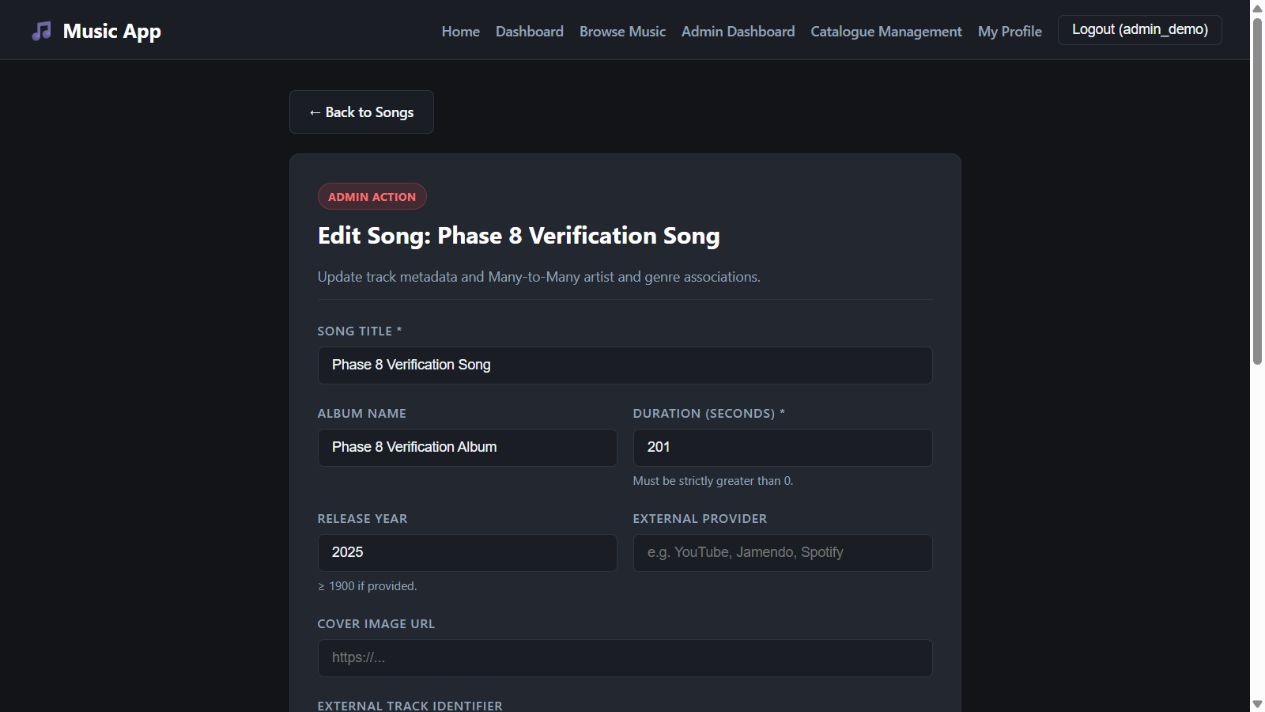 Music App
Home Dashboard Browse Music Admin Dashboard Catalogue Management My Profile Logout (admin_demo)
← Back to Songs
ADMIN ACTION
Edit Song: Phase 8 Verification Song
Update track metadata and Many-to-Many artist and genre associations.
SONG TITLE *
Phase 8 Verification Song
ALBUM NAME
Phase 8 Verification Album
DURATION (SECONDS) *
201
Must be strictly greater than 0.
RELEASE YEAR
2025
≥ 1900 if provided.
EXTERNAL PROVIDER
e.g. YouTube, Jamendo, Spotify
COVER IMAGE URL
https://...
EXTERNAL TRACK IDENTIFIER